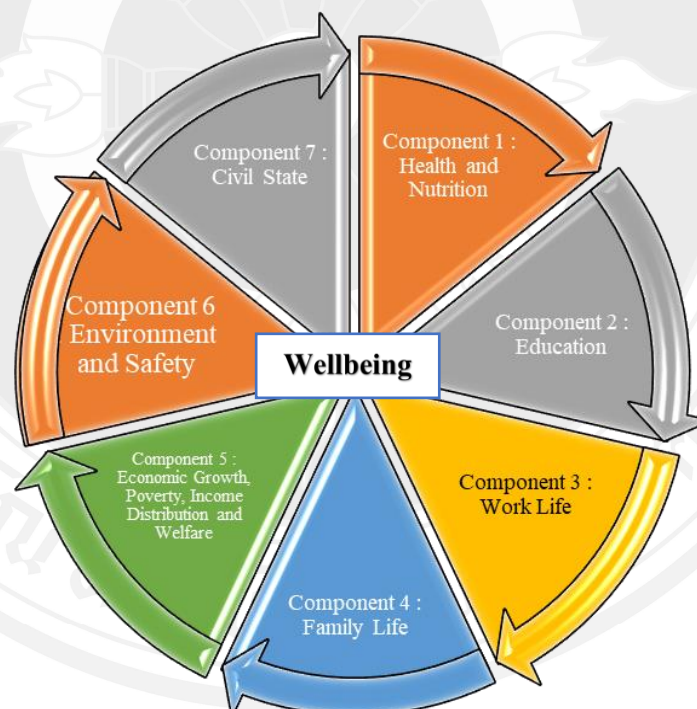 Component 1 :
Health and
Nutrition
Component 2 :
Education
Component 3 :
Work Life
Component 4 :
Family Life
Component 5 :
Economic Growth,
Poverty, Income
Distribution and
Welfare
Component 6
Environment
and Safety
Component 7 :
Civil State
Wellbeing